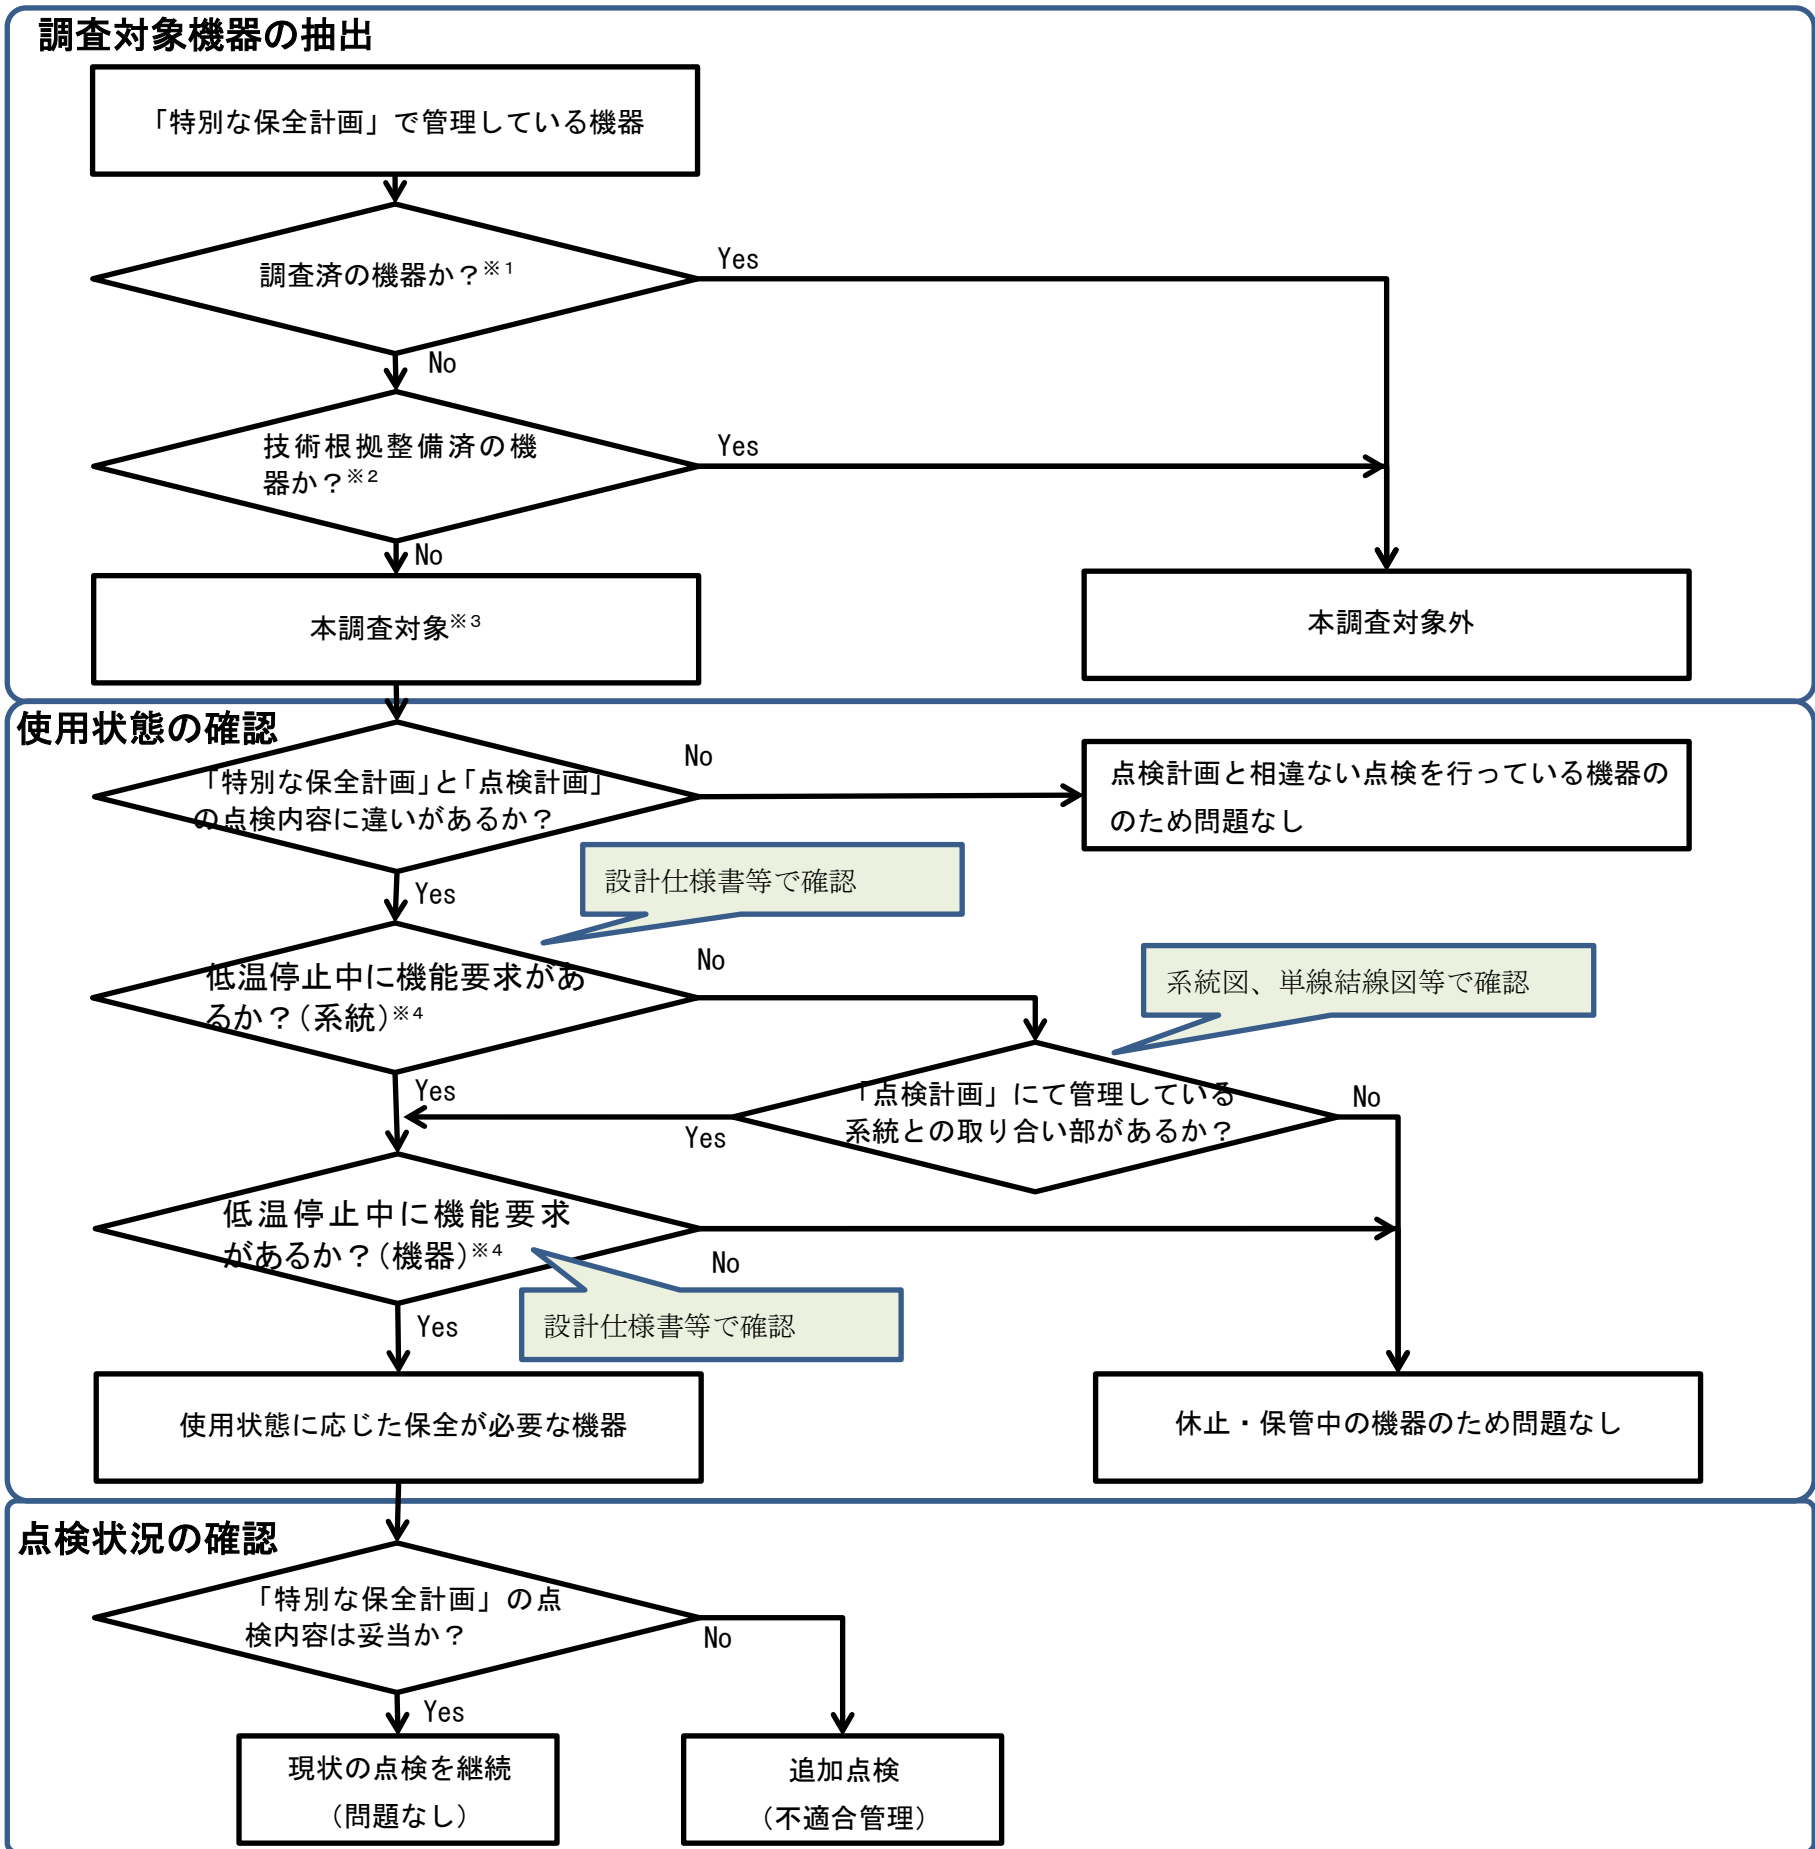 調査対象機器の抽出
「特別な保全計画」で管理している機器
調査済の機器か？※1
Yes
No
技術根拠整備済の機
器か？※2
Yes
No
本調査対象※3
本調査対象外
使用状態の確認
「特別な保全計画」と「点検計画」
の点検内容に違いがあるか？
No
点検計画と相違ない点検を行っている機器の
のため問題なし
Yes
設計仕様書等で確認
低温停止中に機能要求があ
るか？（系統）※4
No
系統図、単線結線図等で確認
Yes
「点検計画」にて管理している
系統との取り合い部があるか？
Yes
No
低温停止中に機能要求
があるか？（機器）※4
No
設計仕様書等で確認
Yes
使用状態に応じた保全が必要な機器
休止・保管中の機器のため問題なし
点検状況の確認
「特別な保全計画」の点
検内容は妥当か？
No
Yes
現状の点検を継続
（問題なし）
追加点検
（不適合管理）